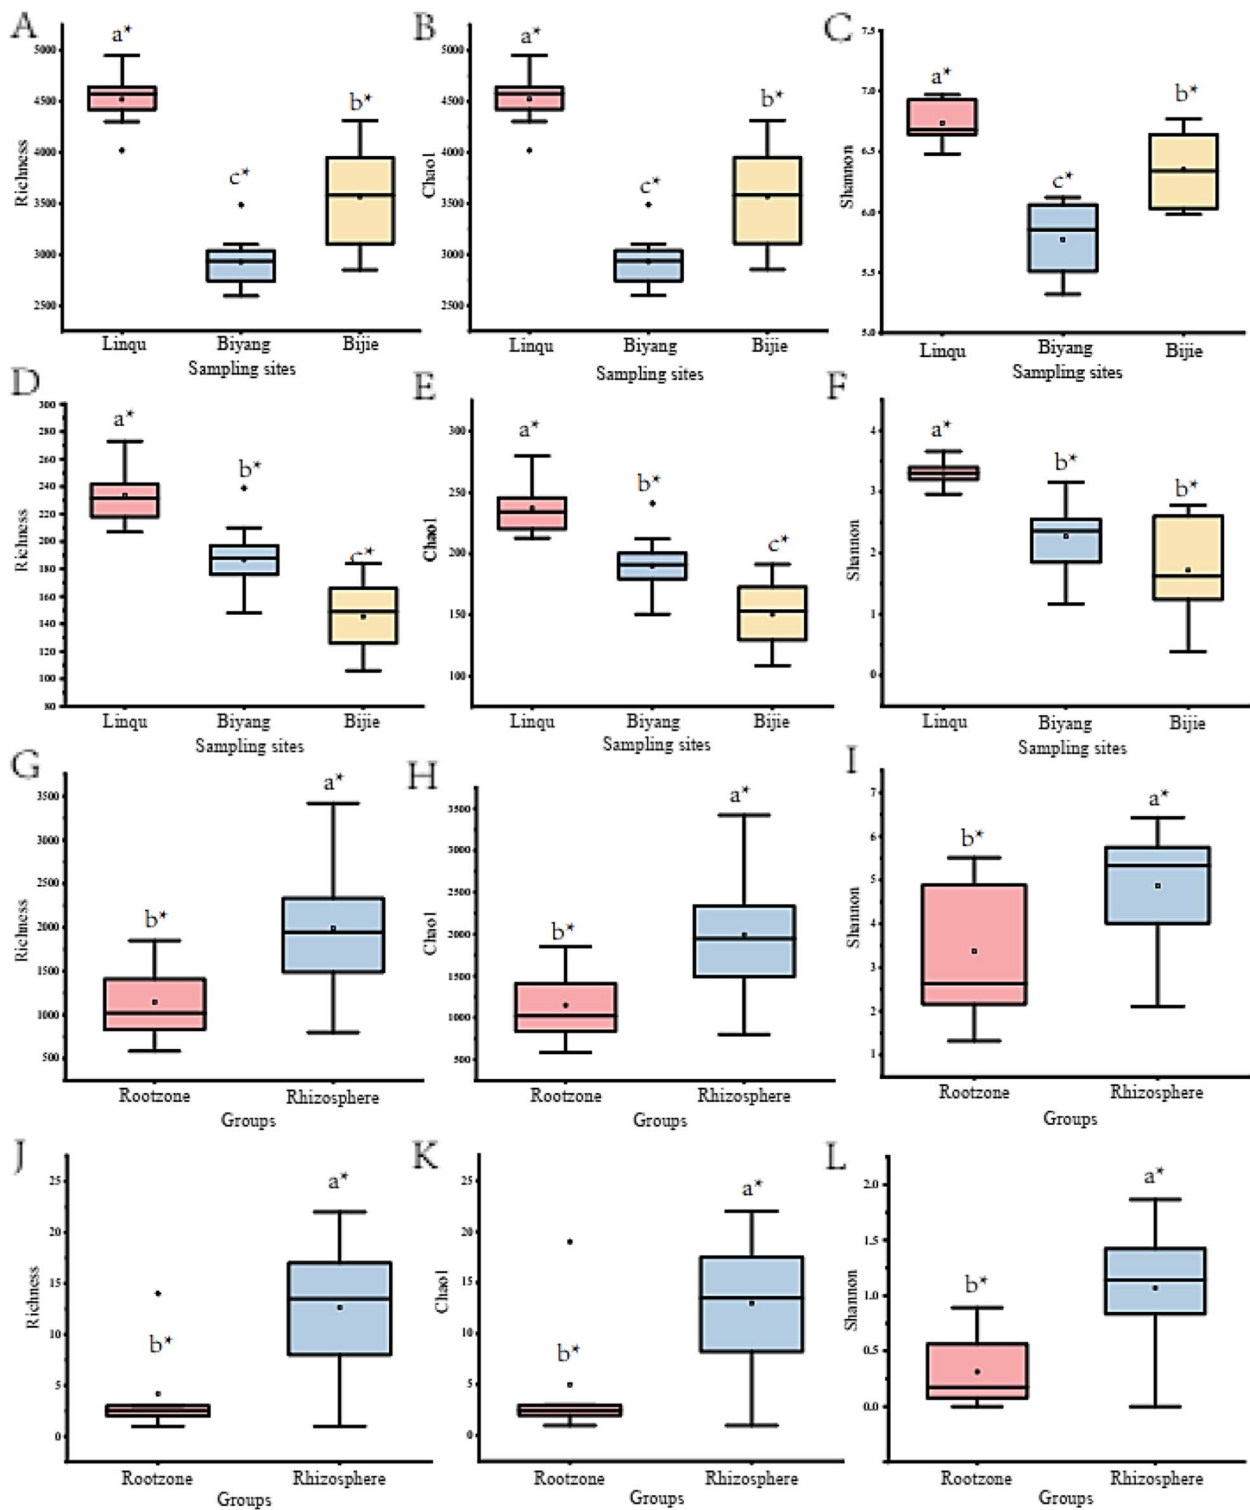 A
a*
5000
4500
4000
3500
3000
2500
Richness
c*
b*
Linqu Biyang Bijie
Sampling sites
B
a*
5000
4500
4000
3500
3000
2500
Chao1
c*
b*
Linqu Biyang Bijie
Sampling sites
C
7.5
7.0
6.5
6.0
5.5
5.0
Shannon
a*
c*
b*
Linqu Biyang Bijie
Sampling sites
D
300
280
260
240
220
200
180
160
140
120
100
80
Richness
a*
b*
c*
Linqu Biyang Bijie
Sampling sites
E
300
250
200
150
100
Chao1
a*
b*
c*
Linqu Biyang Bijie
Sampling sites
F
4
3
2
1
0
Shannon
a*
b*
b*
Linqu Biyang Bijie
Sampling sites
G
3500
3000
2500
2000
1500
1000
500
Richness
b*
a*
Rootzone Rhizosphere
Groups
H
3500
3000
2500
2000
1500
1000
500
Chao1
b*
a*
Rootzone Rhizosphere
Groups
I
7
6
5
4
3
2
1
Shannon
b*
a*
Rootzone Rhizosphere
Groups
J
25
20
15
10
5
0
Richness
b*
a*
Rootzone Rhizosphere
Groups
K
25
20
15
10
5
0
Chao1
b*
a*
Rootzone Rhizosphere
Groups
L
2.0
1.5
1.0
0.5
0.0
Shannon
b*
a*
Rootzone Rhizosphere
Groups